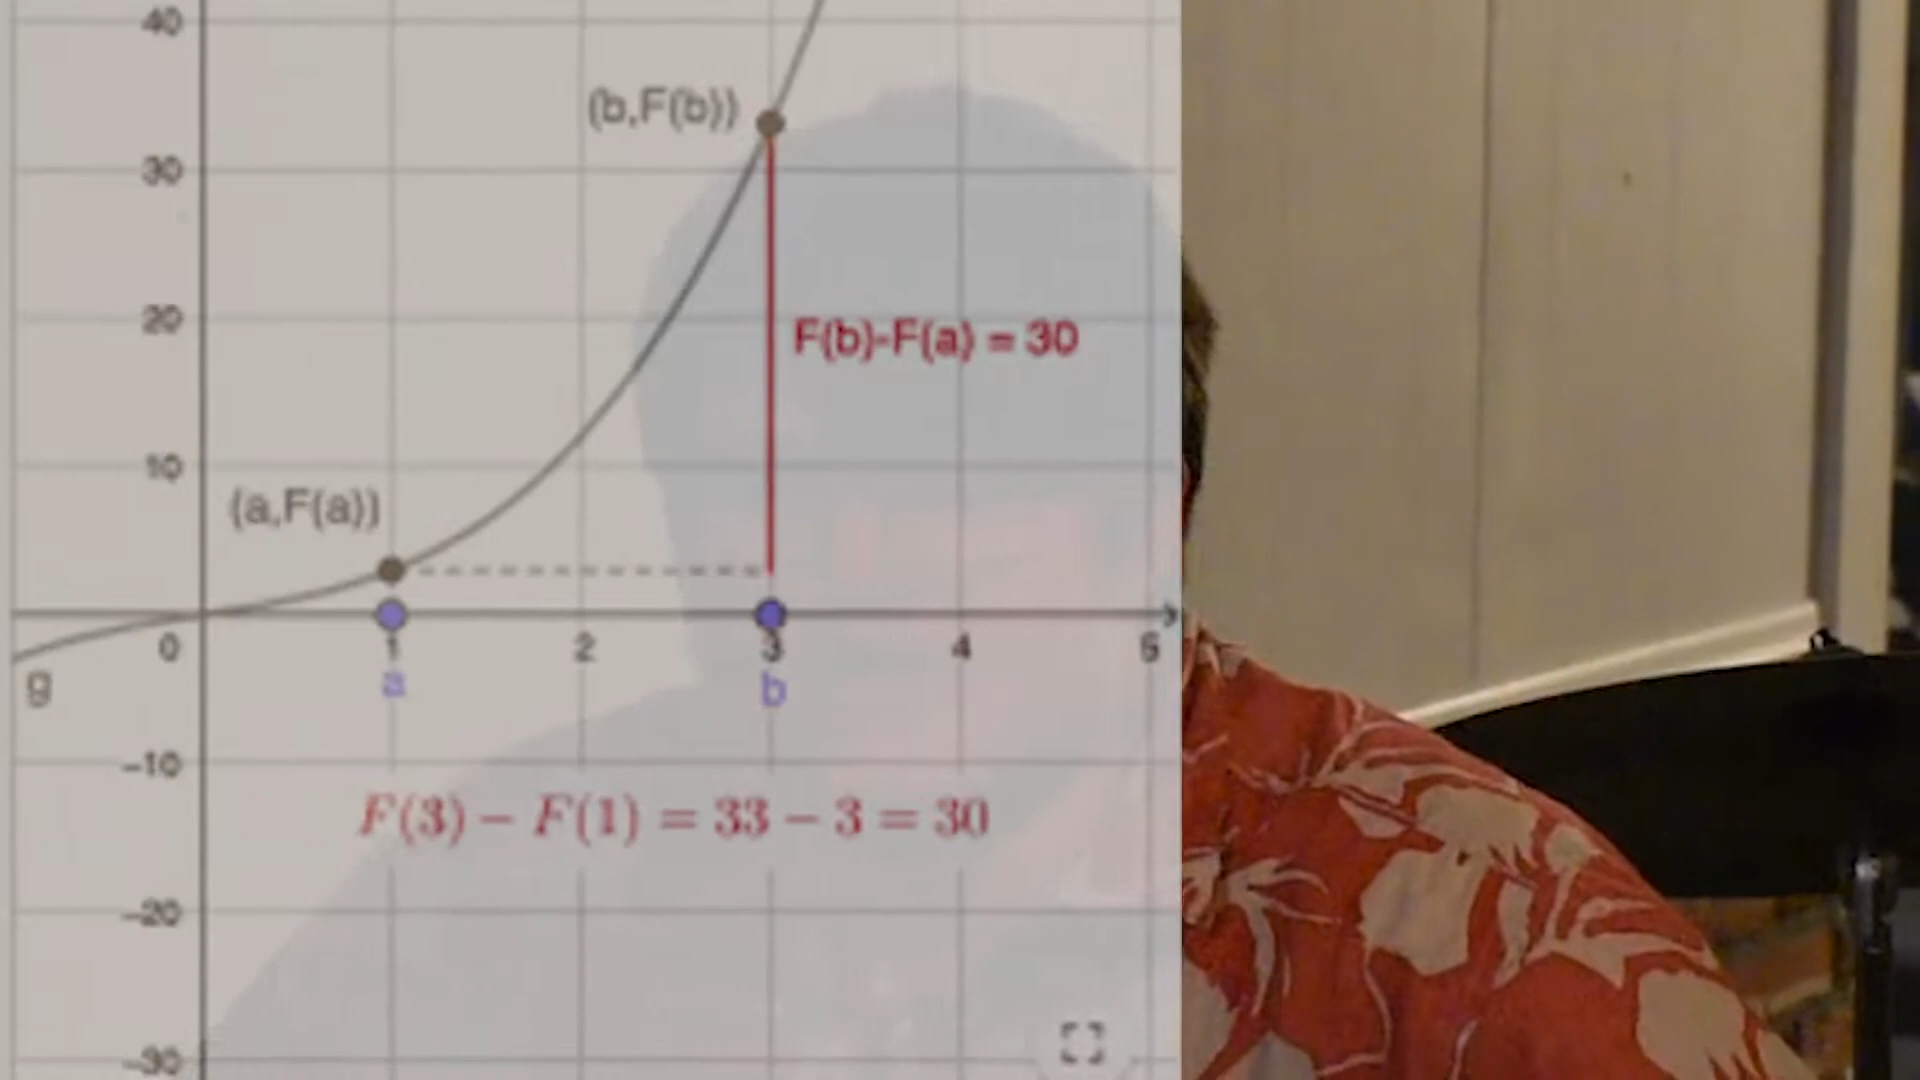 40
(b,F(b))
30
20
F(b)-F(a) = 30
10
(a,F(a))
0 1 2 3 4 5
g a b
-10
F(3) − F(1) = 33 − 3 = 30
-20
-30